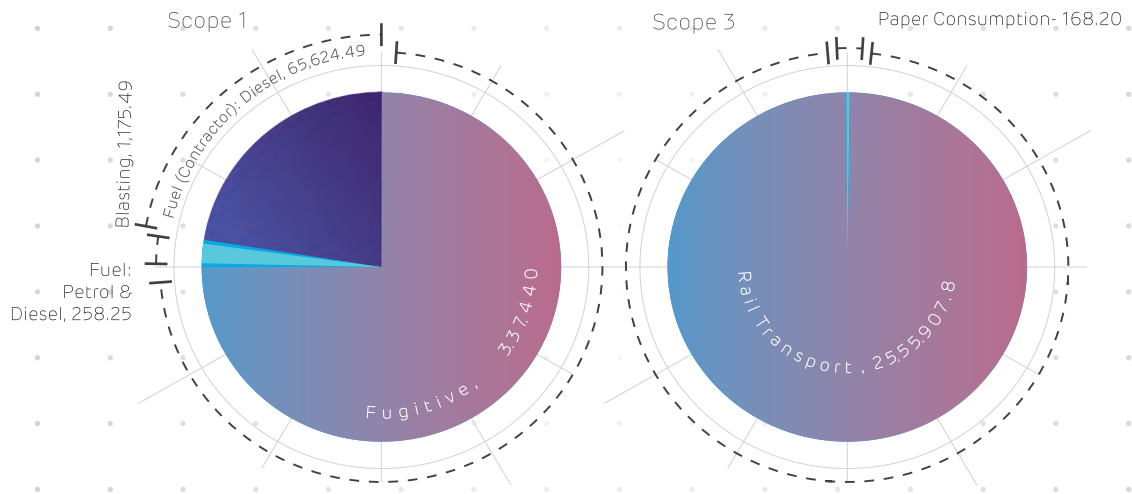 Scope 1
Fuel (Contractor): Diesel, 65,624.49
Blasting, 1,175.49
Fuel:
Petrol &
Diesel, 258.25
Fugitive, 3,37,440
Scope 3
Paper Consumption- 168.20
Rail Transport, 25,55,907.8